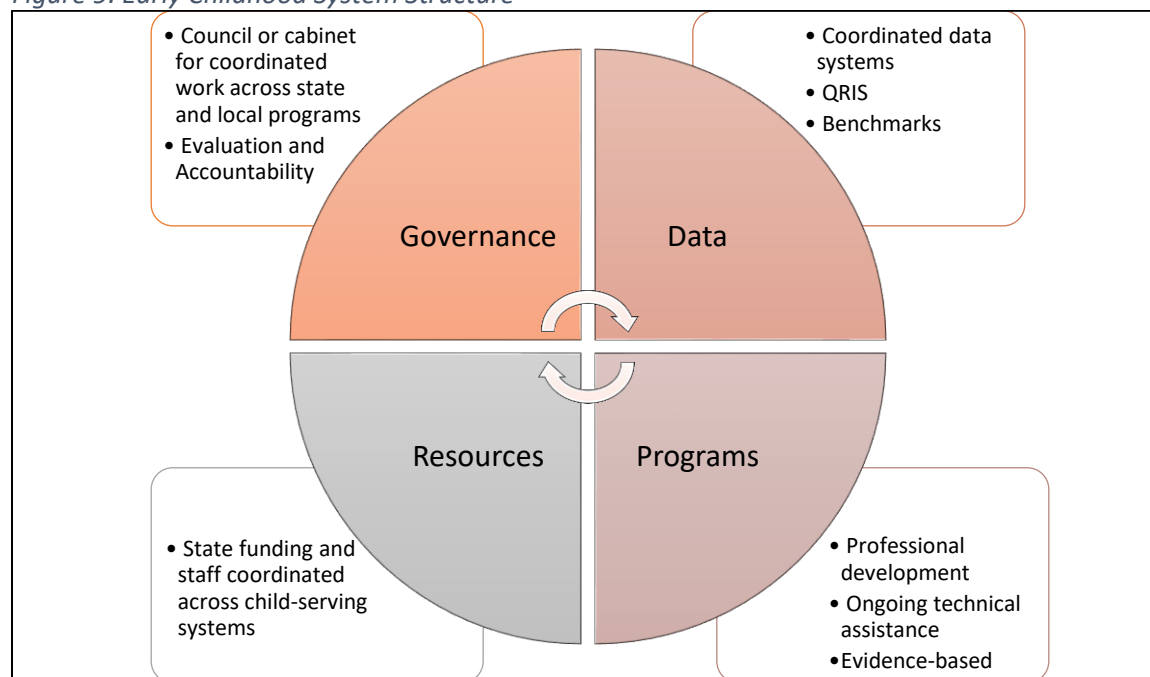 Early Childhood System Structure
• Council or cabinet
for coordinated
work across state
and local programs
• Evaluation and
Accountability
• Coordinated data
systems
• QRIS
• Benchmarks
Governance
Data
Resources
Programs
• State funding and
staff coordinated
across child-serving
systems
• Professional
development
• Ongoing technical
assistance
•Evidence-based